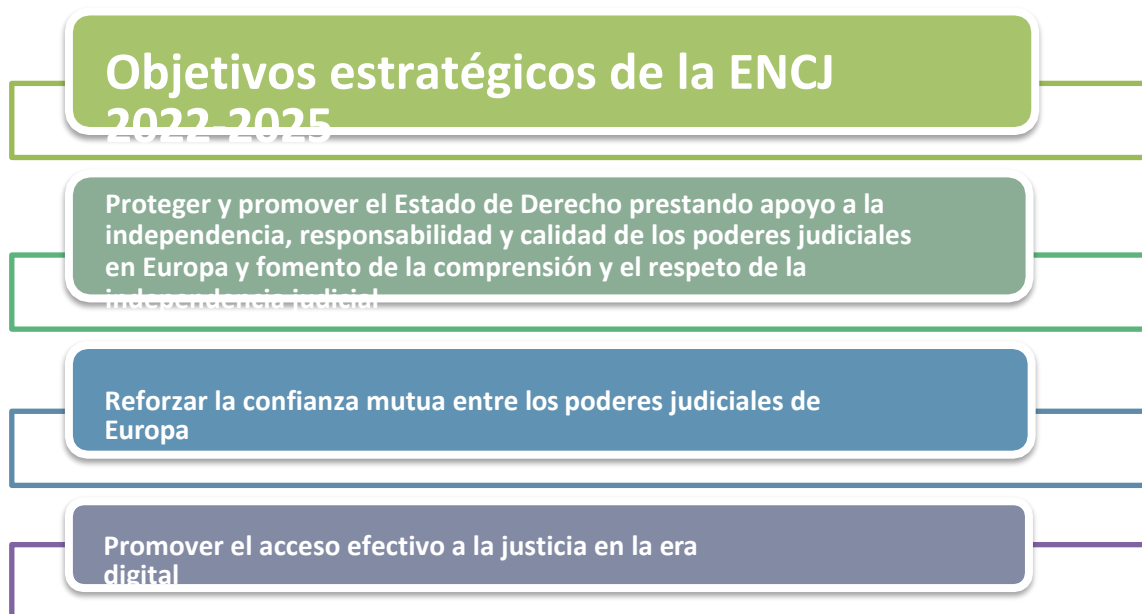 Objetivos estratégicos de la ENCJ
2022-2025
Proteger y promover el Estado de Derecho prestando apoyo a la
independencia, responsabilidad y calidad de los poderes judiciales
en Europa y fomento de la comprensión y el respeto de la
independencia judicial
Reforzar la confianza mutua entre los poderes judiciales de
Europa
Promover el acceso efectivo a la justicia en la era
digital